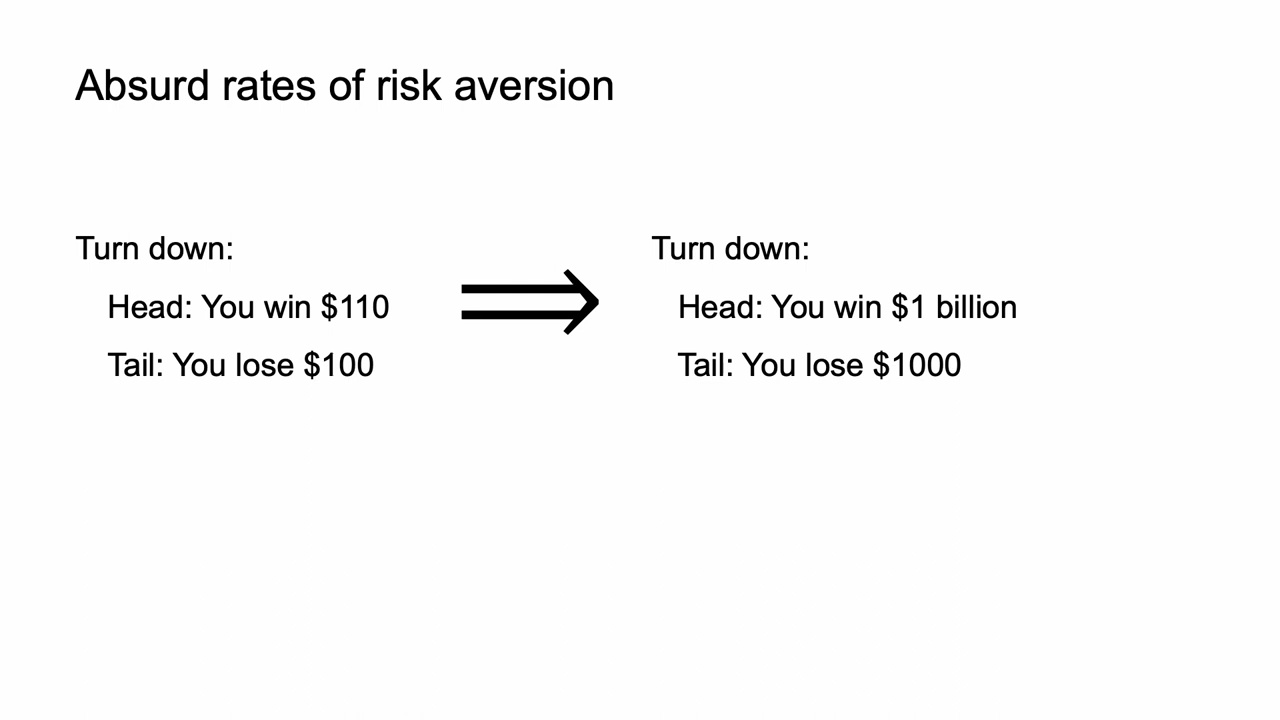 Absurd rates of risk aversion
Turn down:
Head: You win $110
Tail: You lose $100
Turn down:
Head: You win $1 billion
Tail: You lose $1000